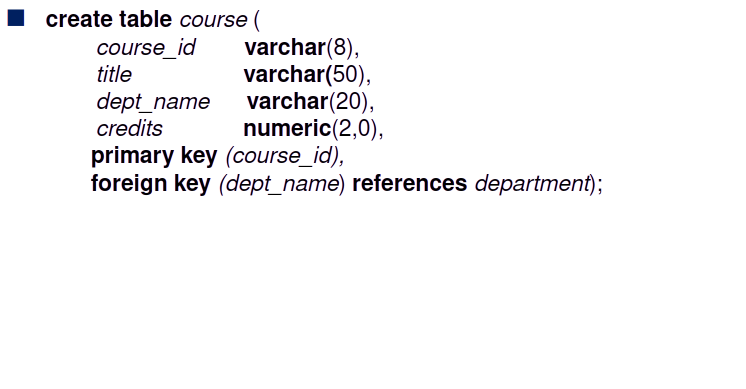 create table course (
course_id varchar(8),
title varchar(50),
dept_name varchar(20),
credits numeric(2,0),
primary key (course_id),
foreign key (dept_name) references department);